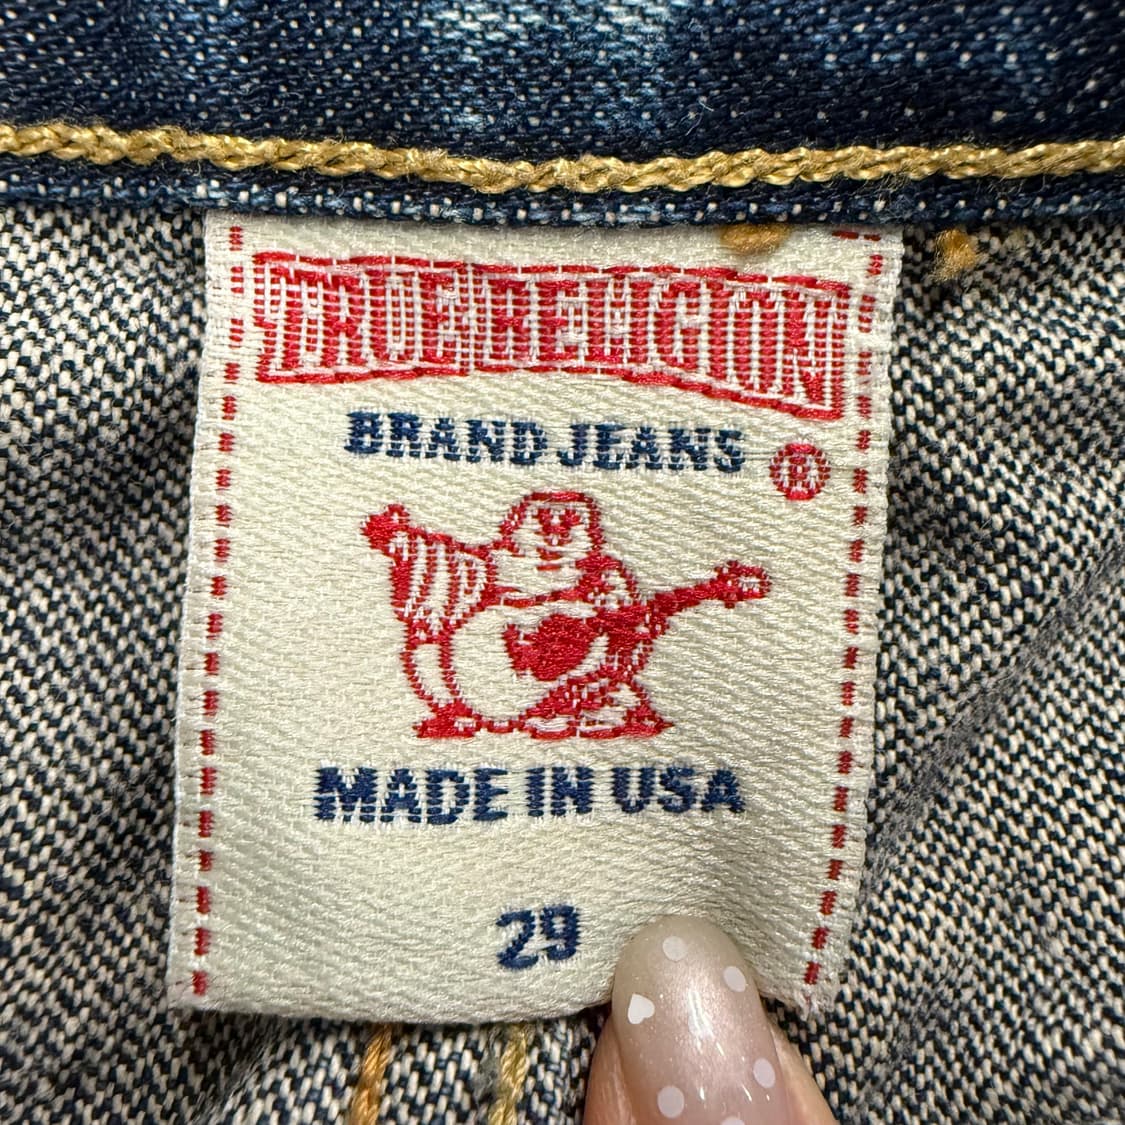 TRUE RELIGION
BRAND JEANS ®
MADE IN USA
29